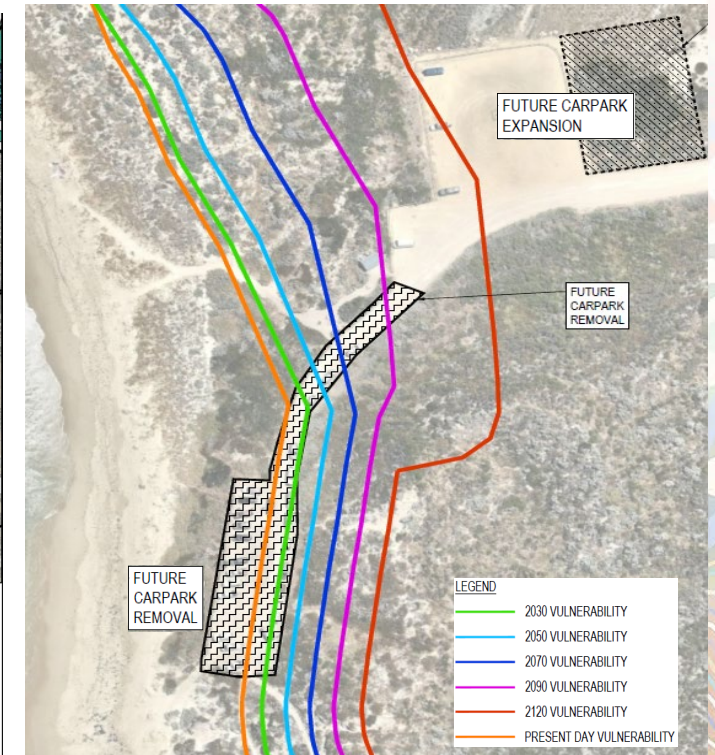 FUTURE CARPARK
EXPANSION
FUTURE
CARPARK
REMOVAL
FUTURE
CARPARK
REMOVAL
LEGEND
2030 VULNERABILITY
2050 VULNERABILITY
2070 VULNERABILITY
2090 VULNERABILITY
2120 VULNERABILITY
PRESENT DAY VULNERABILITY